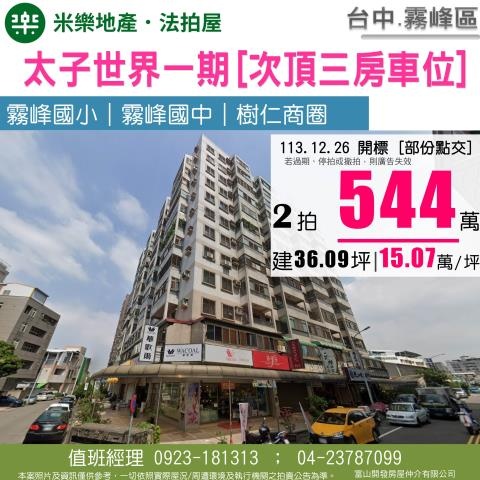 樂 米樂地產·法拍屋
台中.霧峰區
太子世界一期[次頂三房車位]
霧峰國小｜霧峰國中｜樹仁商圈
113.12.26 開標 [部份點交]
若過期、停拍或撤拍，則廣告失效
2拍 544萬
建36.09坪|15.07萬/坪
華歌爾
WACOAL
值班經理 0923-181313 ； 04-23787099
本案照片及資訊僅供參考，一切依照實際屋況/周遭環境及執行機關之拍賣公告為準。
富山開發房屋仲介有限公司